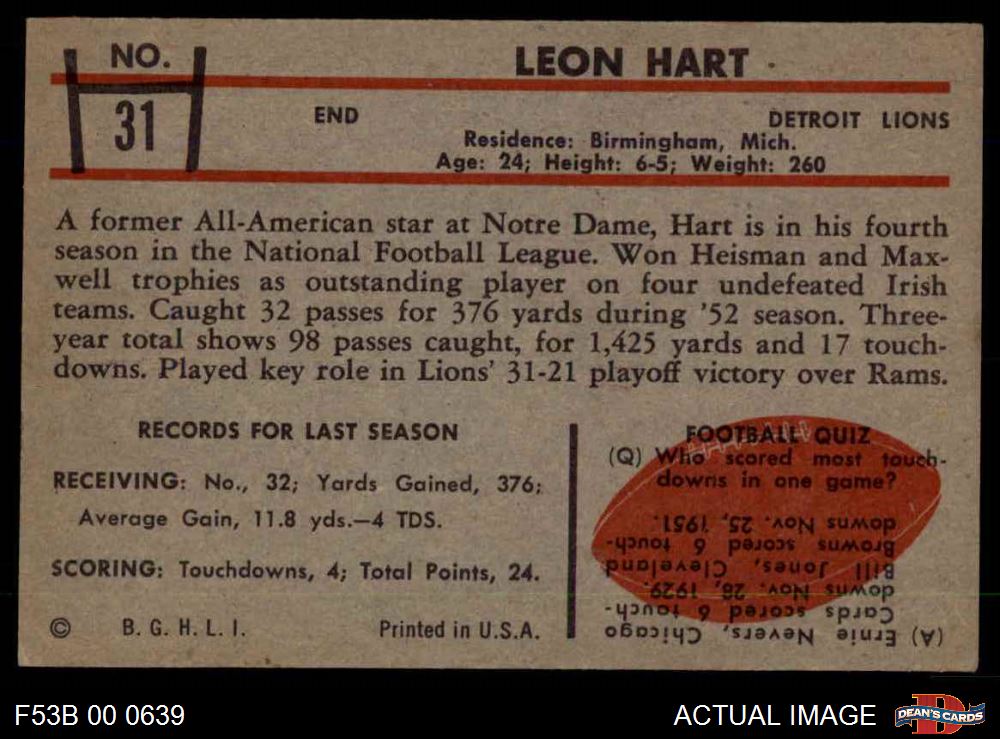 NO.
31
LEON HART
END
DETROIT LIONS
Residence: Birmingham, Mich.
Age: 24; Height: 6-5; Weight: 260
A former All-American star at Notre Dame, Hart is in his fourth
season in the National Football League. Won Heisman and Max-
well trophies as outstanding player on four undefeated Irish
teams. Caught 32 passes for 376 yards during '52 season. Three-
year total shows 98 passes caught, for 1,425 yards and 17 touch-
downs. Played key role in Lions' 31-21 playoff victory over Rams.
RECORDS FOR LAST SEASON
RECEIVING: No., 32; Yards Gained, 376;
Average Gain, 11.8 yds.—4 TDS.
SCORING: Touchdowns, 4; Total Points, 24.
© B. G. H. L. I.
Printed in U.S.A.
FOOTBALL QUIZ
(Q) Who scored most touch-
downs in one game?
(A) Ernie Nevers, Chicago
Cards scored 6 touch-
downs Nov. 28, 1929.
Bill Jones, Cleveland
Browns scored 6 touch-
downs Nov. 25, 1951.
F53B 00 0639
ACTUAL IMAGE
D
DEAN'S CARDS